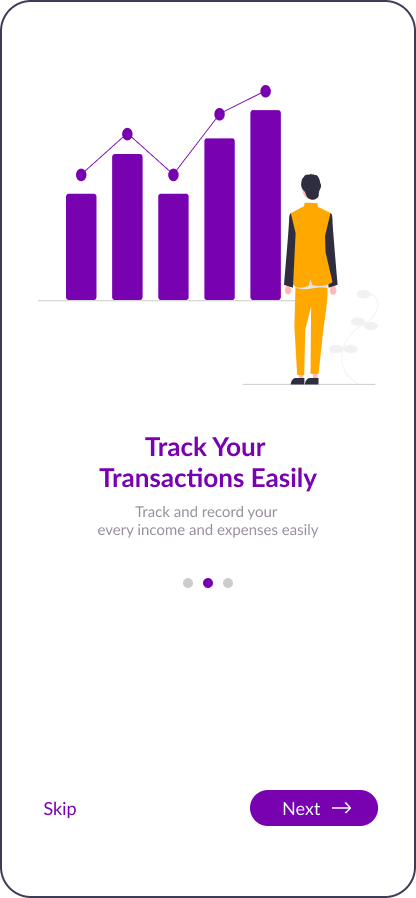 Track Your
Transactions Easily
Track and record your
every income and expenses easily
Skip
Next